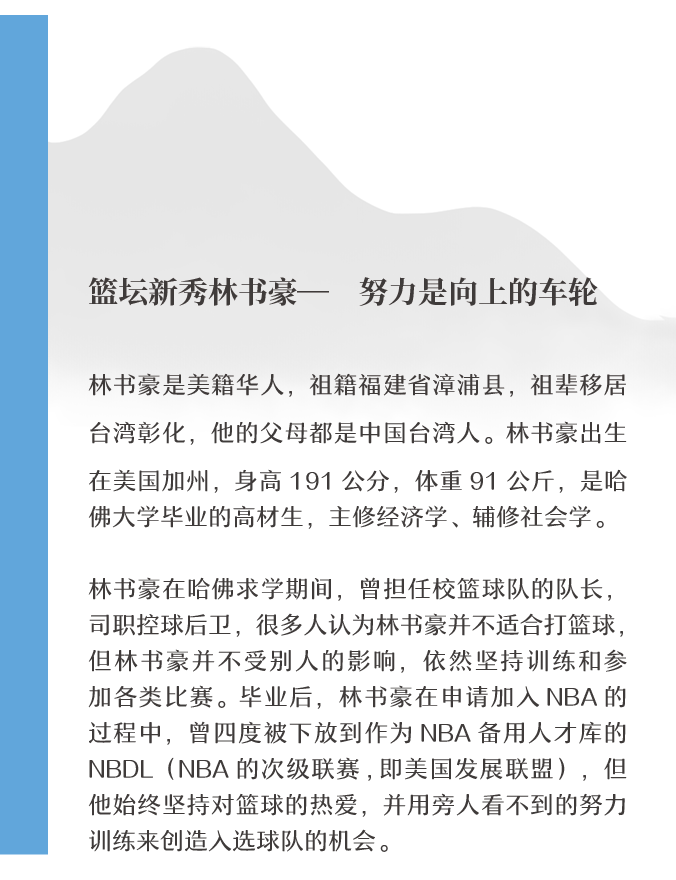 篮坛新秀林书豪—　努力是向上的车轮
林书豪是美籍华人，祖籍福建省漳浦县，祖辈移居
台湾彰化，他的父母都是中国台湾人。林书豪出生
在美国加州，身高 191 公分，体重 91 公斤，是哈
佛大学毕业的高材生，主修经济学、辅修社会学。
林书豪在哈佛求学期间，曾担任校篮球队的队长，
司职控球后卫，很多人认为林书豪并不适合打篮球，
但林书豪并不受别人的影响，依然坚持训练和参
加各类比赛。毕业后，林书豪在申请加入 NBA 的
过程中，曾四度被下放到作为 NBA 备用人才库的
NBDL（NBA 的次级联赛 , 即美国发展联盟），但
他始终坚持对篮球的热爱，并用旁人看不到的努力
训练来创造入选球队的机会。